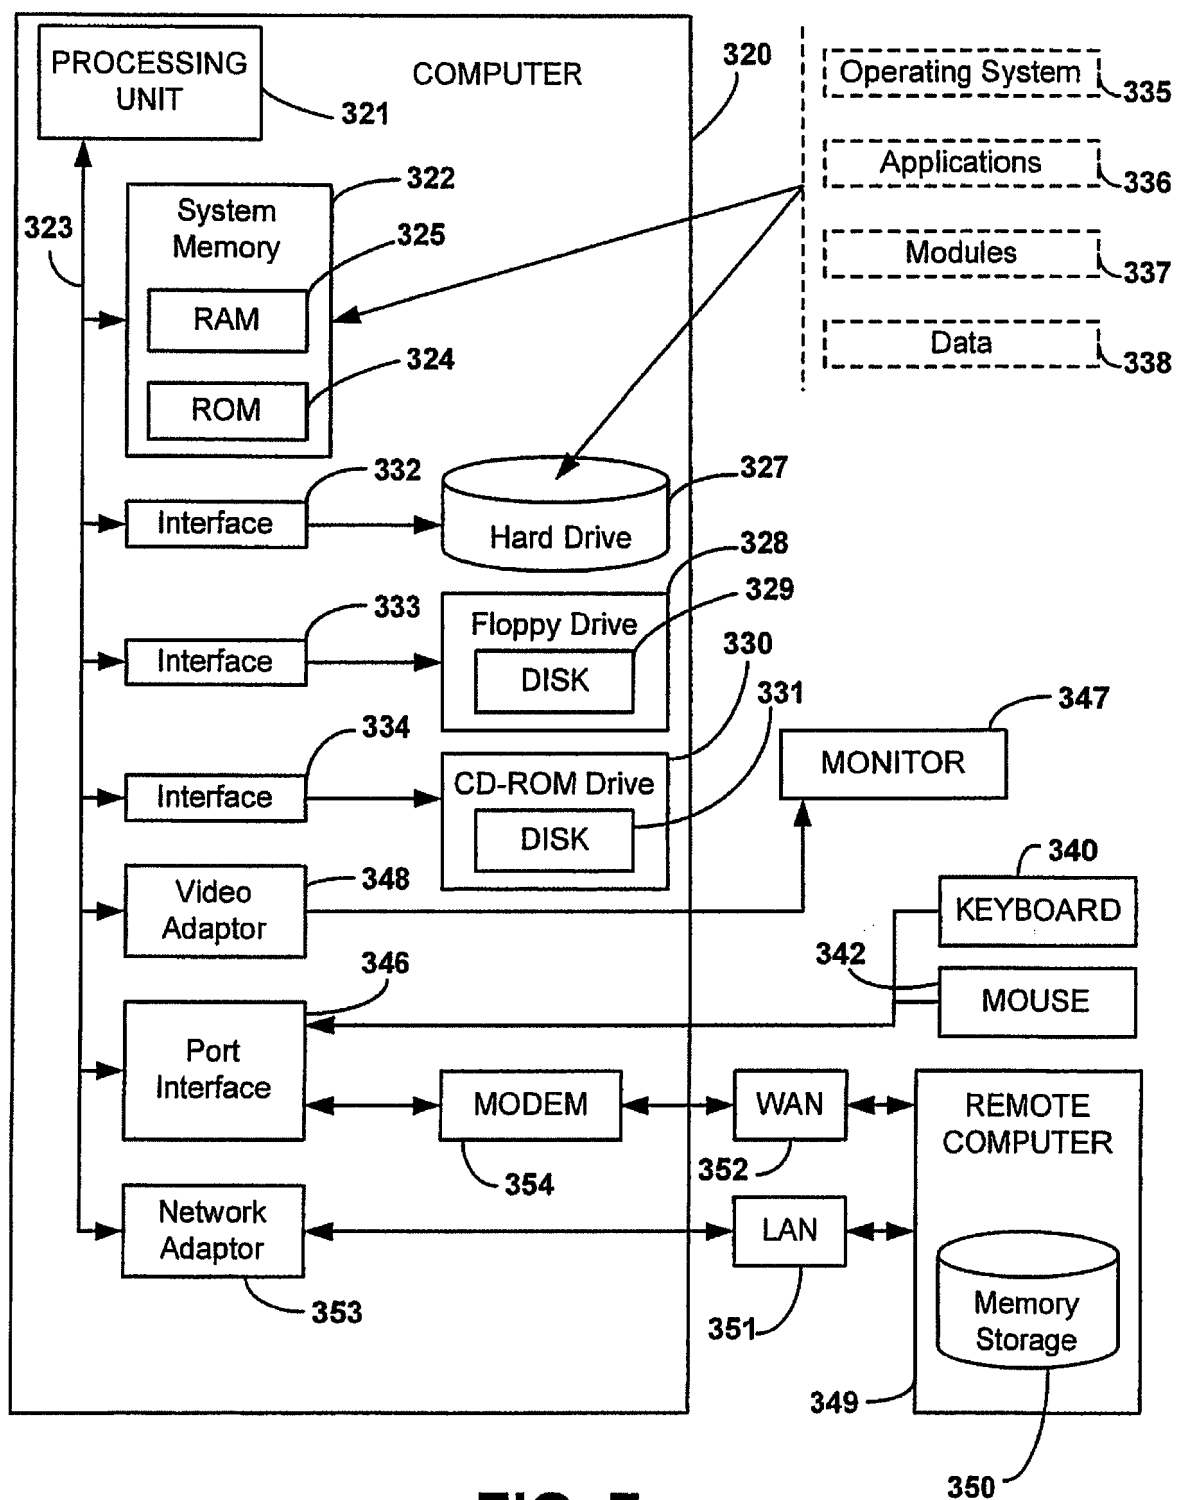 PROCESSING
UNIT
321
COMPUTER
320
Operating System
335
Applications
336
Modules
337
Data
338
322
System
Memory
323
325
RAM
324
ROM
332
Interface
327
Hard Drive
328
333
Interface
Floppy Drive
329
DISK
330
334
Interface
CD-ROM Drive
331
DISK
347
MONITOR
348
Video
Adaptor
340
KEYBOARD
342
MOUSE
346
Port
Interface
MODEM
354
WAN
352
REMOTE
COMPUTER
Network
Adaptor
353
LAN
351
Memory
Storage
349
350